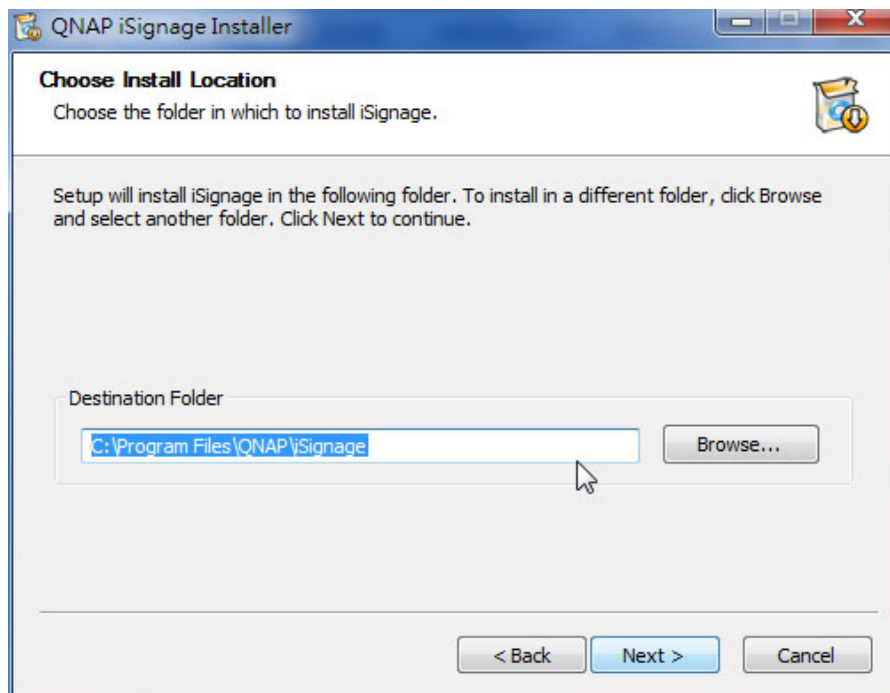 QNAP iSignage Installer
Choose Install Location
Choose the folder in which to install iSignage.
Setup will install iSignage in the following folder. To install in a different folder, click Browse
and select another folder. Click Next to continue.
Destination Folder
C:\Program Files\QNAP\iSignage
Browse...
< Back
Next >
Cancel